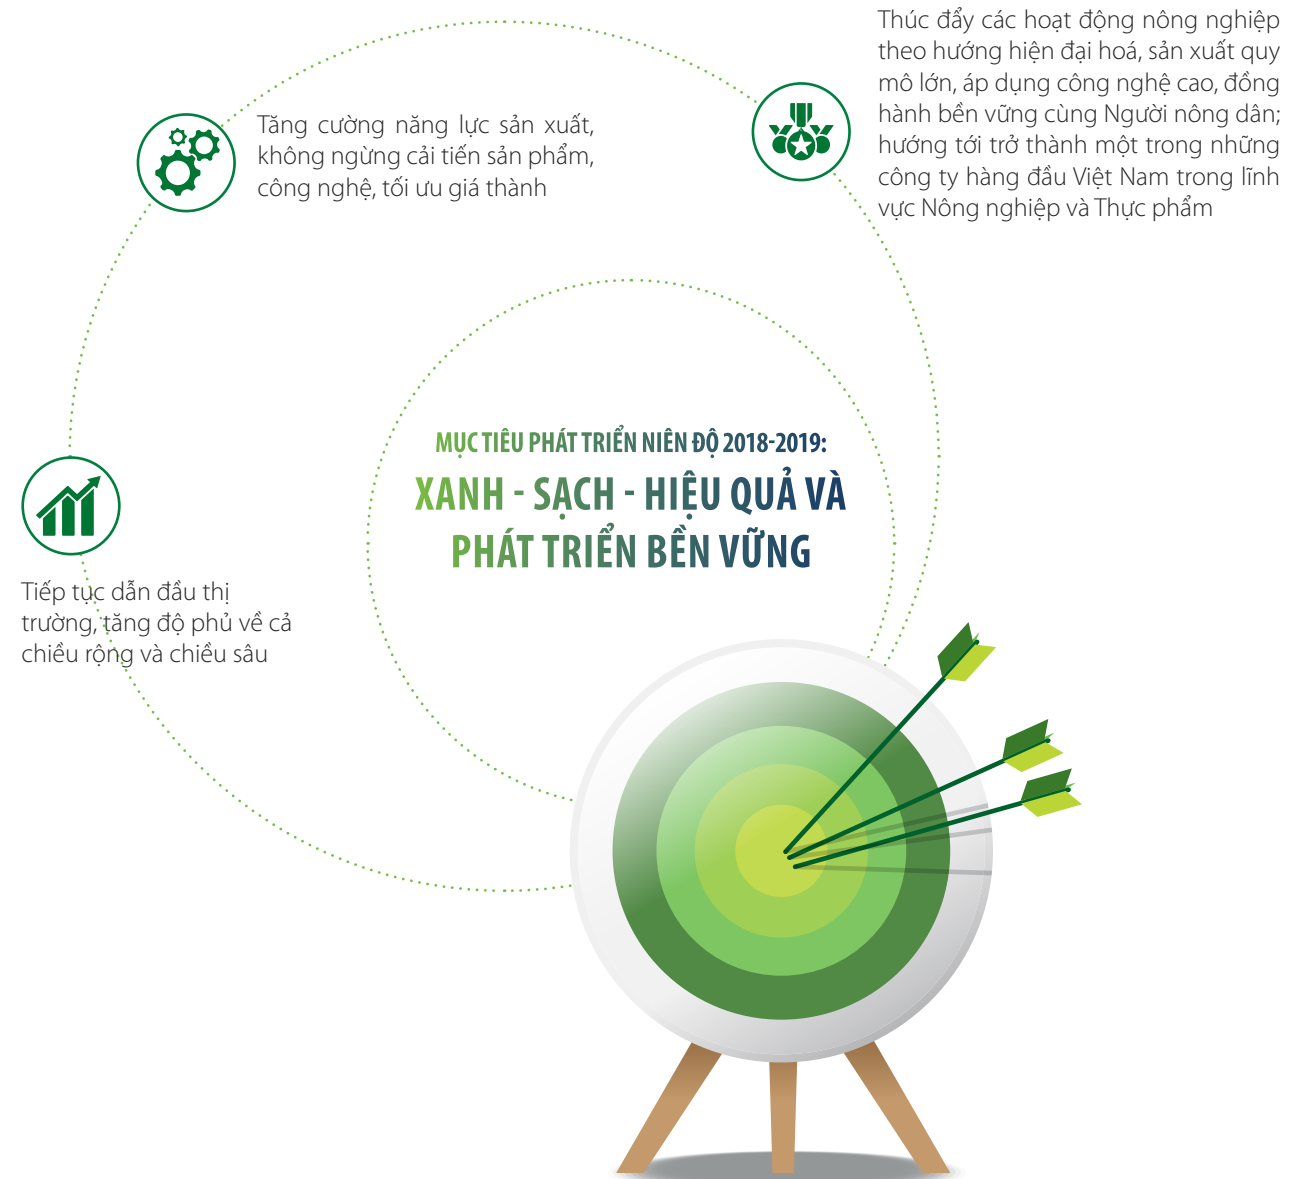 Thúc đẩy các hoạt động nông nghiệp
theo hướng hiện đại hoá, sản xuất quy
mô lớn, áp dụng công nghệ cao, đồng
hành bền vững cùng Người nông dân;
hướng tới trở thành một trong những
công ty hàng đầu Việt Nam trong lĩnh
vực Nông nghiệp và Thực phẩm
Tăng cường năng lực sản xuất,
không ngừng cải tiến sản phẩm,
công nghệ, tối ưu giá thành
MỤC TIÊU PHÁT TRIỂN NIÊN ĐỘ 2018-2019:
XANH - SẠCH - HIỆU QUẢ VÀ
PHÁT TRIỂN BỀN VỮNG
Tiếp tục dẫn đầu thị
trường, tăng độ phủ về cả
chiều rộng và chiều sâu